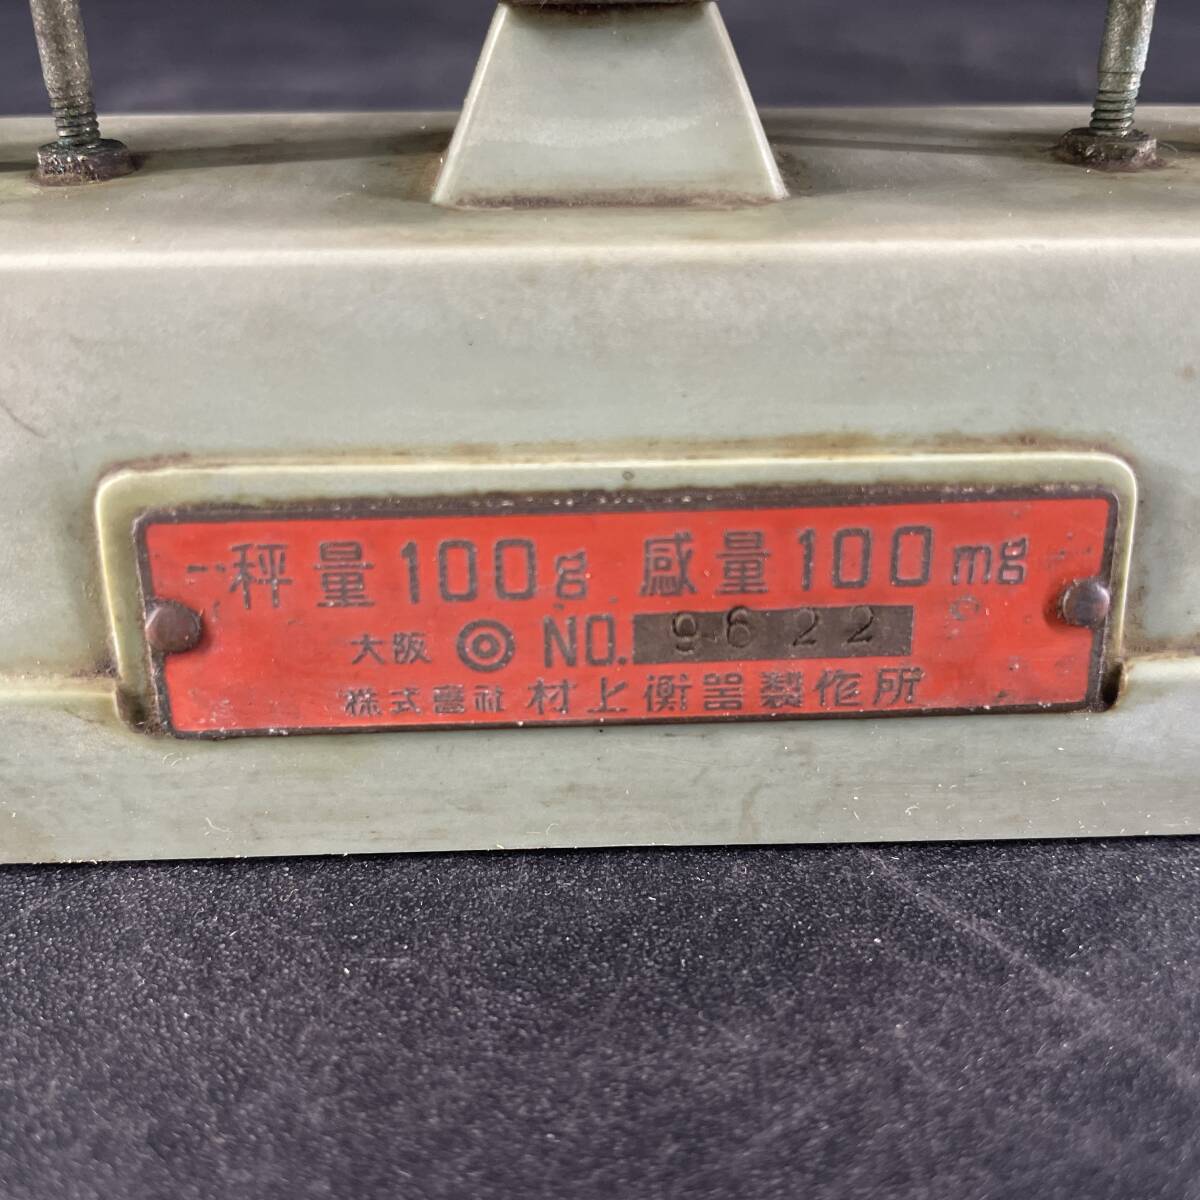 秤量100g 感量100mg
大阪 ◎ NO. 9622
株式會社 村上衡器製作所